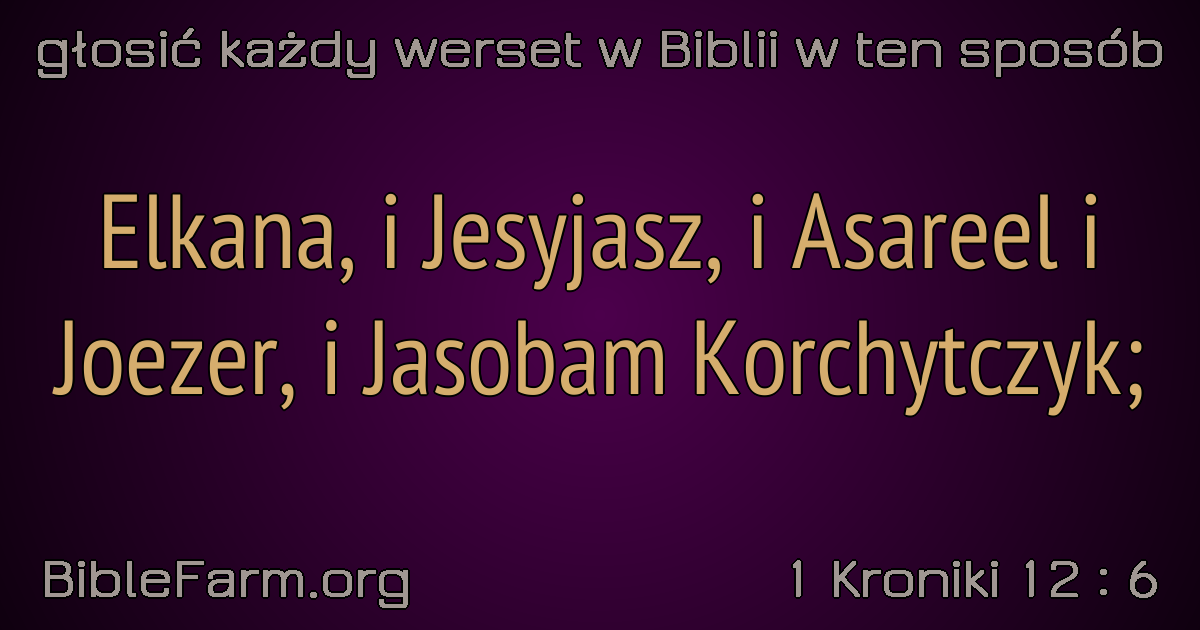 głosić każdy werset w Biblii w ten sposób
Elkana, i Jesyjasz, i Asareel i
Joezer, i Jasobam Korchytczyk;
BibleFarm.org
1 Kroniki 12 : 6